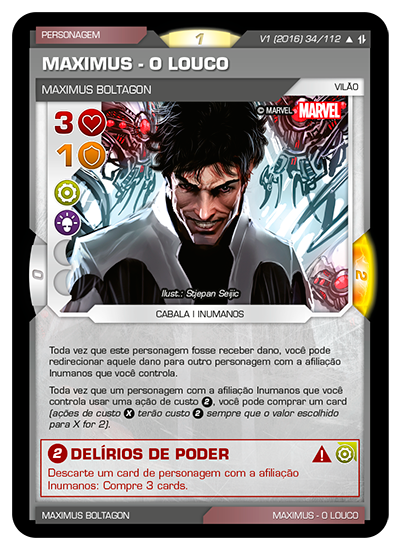 PERSONAGEM
1
V1 (2016) 34/112
MAXIMUS - O LOUCO
MAXIMUS BOLTAGON
VILÃO
3
© MARVEL MARVEL
1
0
2
Ilust.: Stjepan Seijic
CABALA | INUMANOS
Toda vez que este personagem fosse receber dano, você pode
redirecionar aquele dano para outro personagem com a afiliação
Inumanos que você controla.
Toda vez que um personagem com a afiliação Inumanos que você
controla usar uma ação de custo 2, você pode comprar um card
(ações de custo X terão custo 2 sempre que o valor escolhido
para X for 2).
2 DELÍRIOS DE PODER
Descarte um card de personagem com a afiliação
Inumanos: Compre 3 cards.
MAXIMUS BOLTAGON
MAXIMUS - O LOUCO